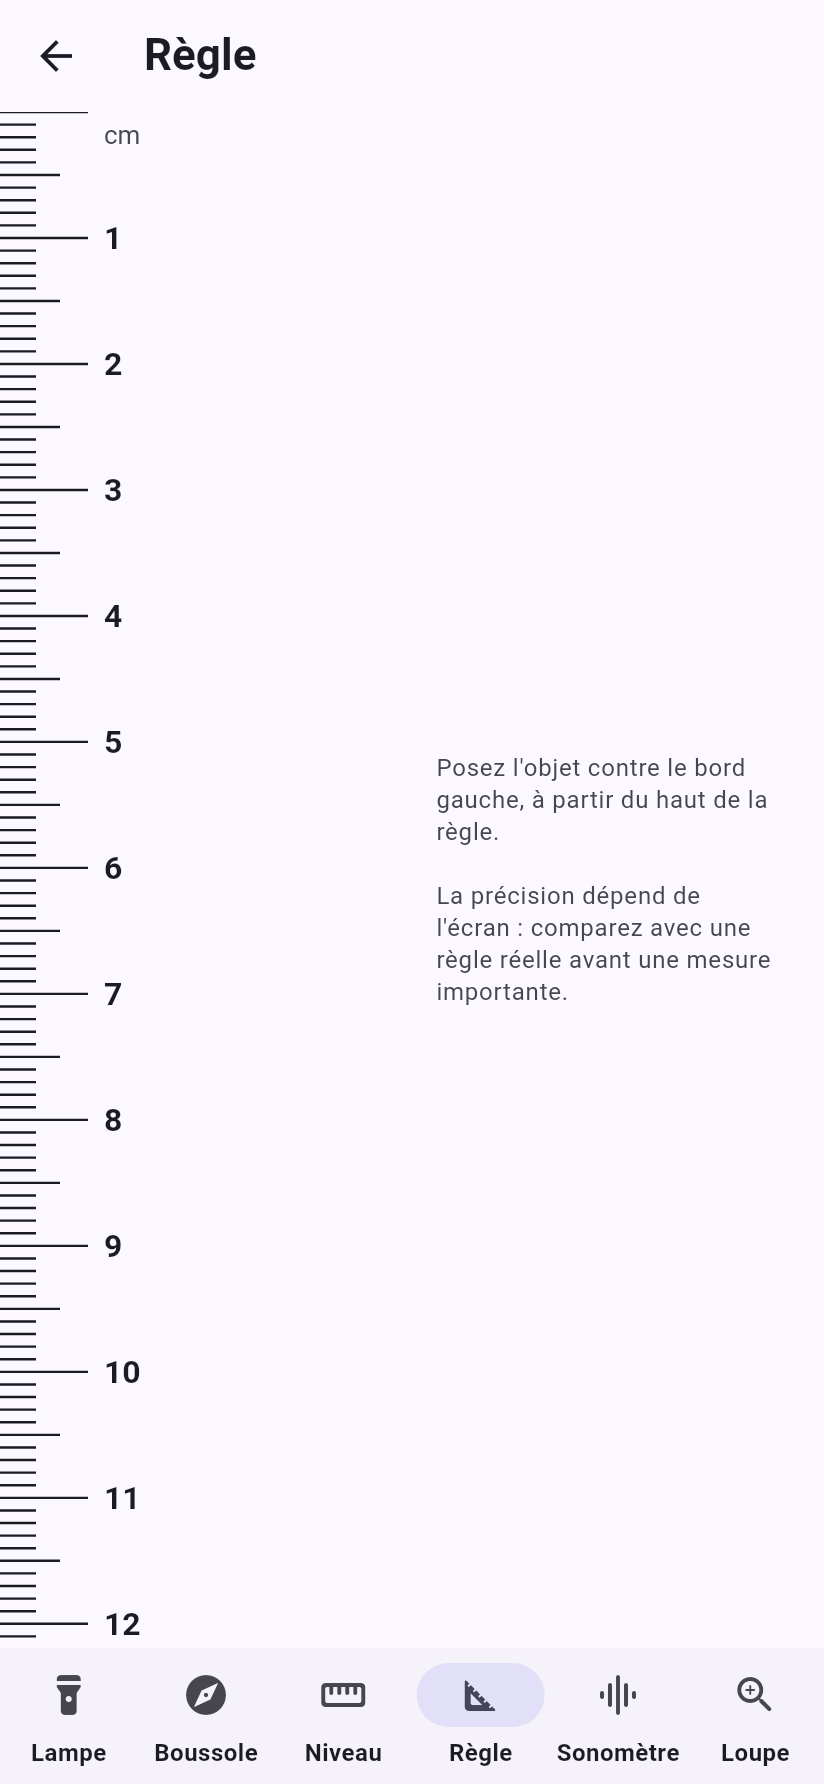 Règle
cm
1
2
3
4
5
Posez l'objet contre le bord
gauche, à partir du haut de la
règle.
6
La précision dépend de
l'écran : comparez avec une
règle réelle avant une mesure
importante.
7
8
9
10
11
12
Lampe
Boussole
Niveau
Règle
Sonomètre
Loupe